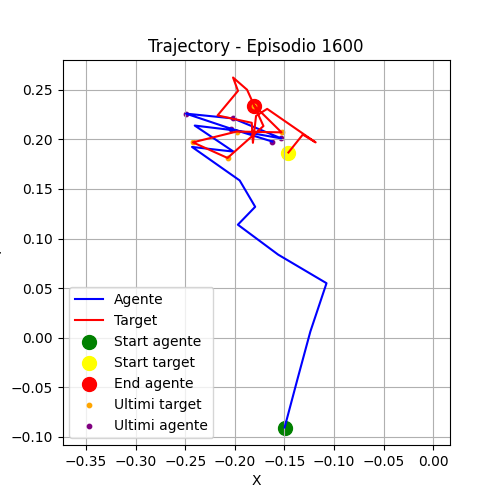 Trajectory - Episodio 1600
0.25
0.20
0.15
0.10
0.05
0.00
−0.05
−0.10
Agente
Target
Start agente
Start target
End agente
Ultimi target
Ultimi agente
−0.35 −0.30 −0.25 −0.20 −0.15 −0.10 −0.05 0.00
X